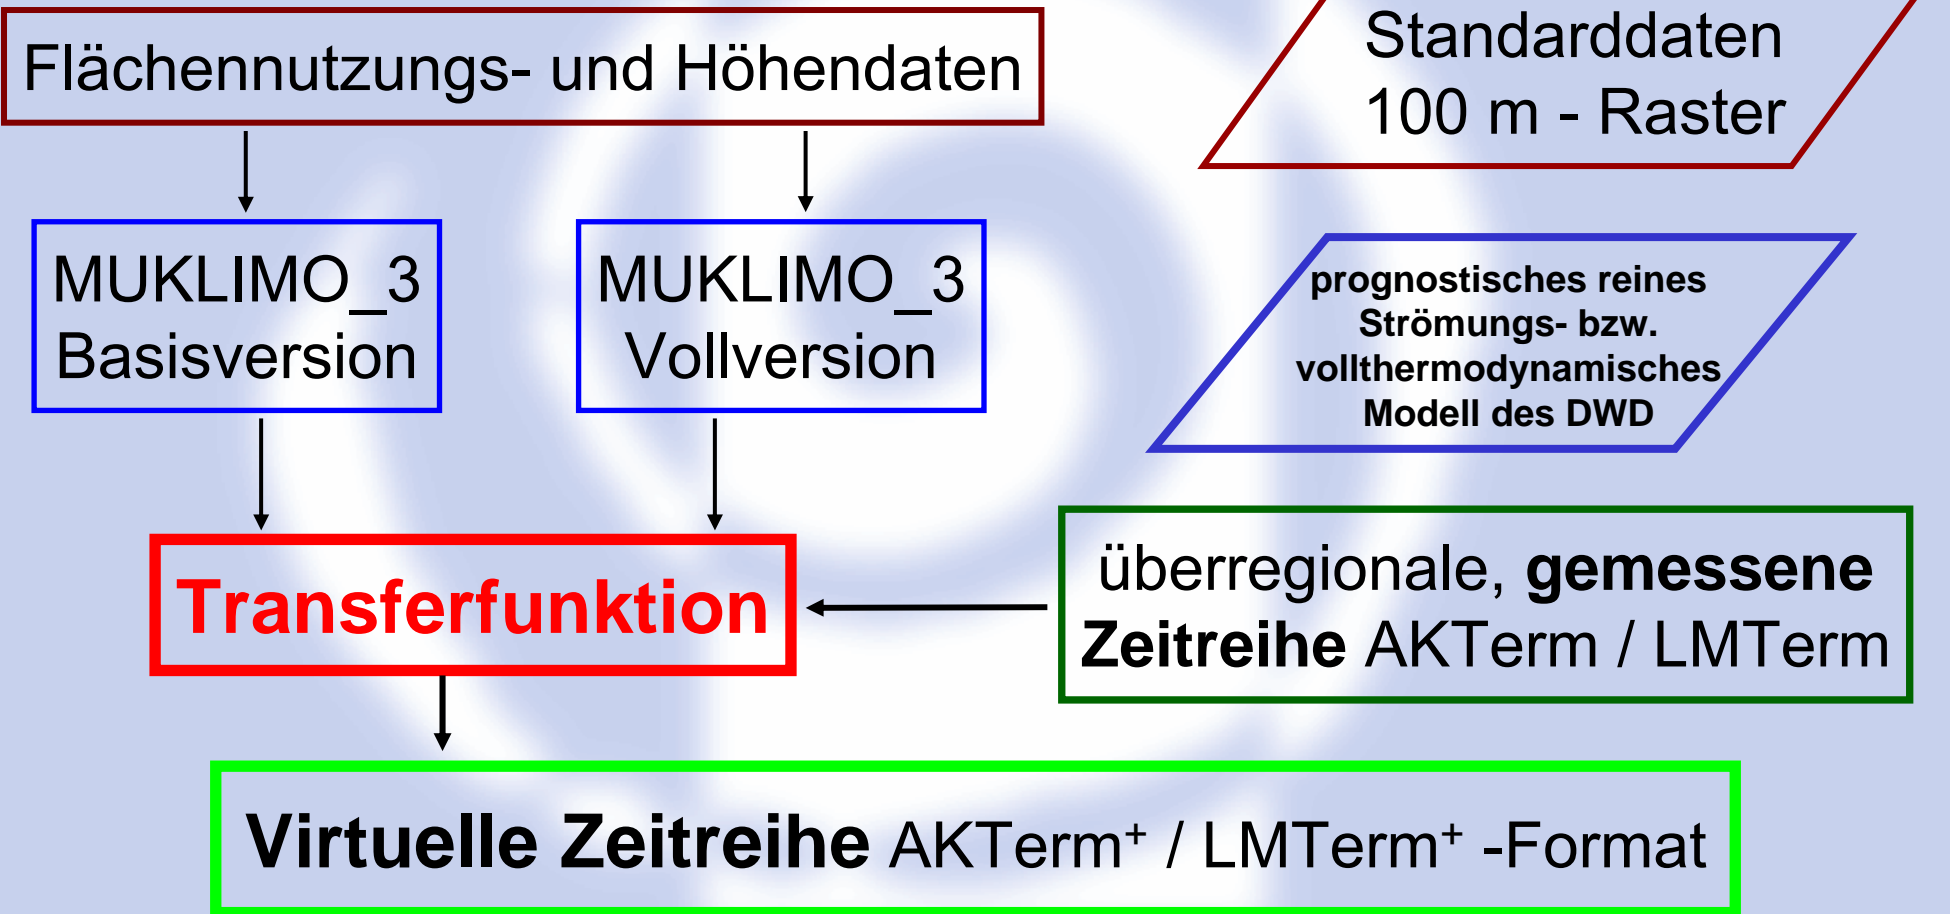 Flächennutzungs- und Höhendaten
Standarddaten
100 m - Raster
MUKLIMO_3
Basisversion
MUKLIMO_3
Vollversion
prognostisches reines
Strömungs- bzw.
vollthermodynamisches
Modell des DWD
Transferfunktion
überregionale, gemessene
Zeitreihe AKTerm / LMTerm
Virtuelle Zeitreihe AKTerm⁺ / LMTerm⁺ -Format